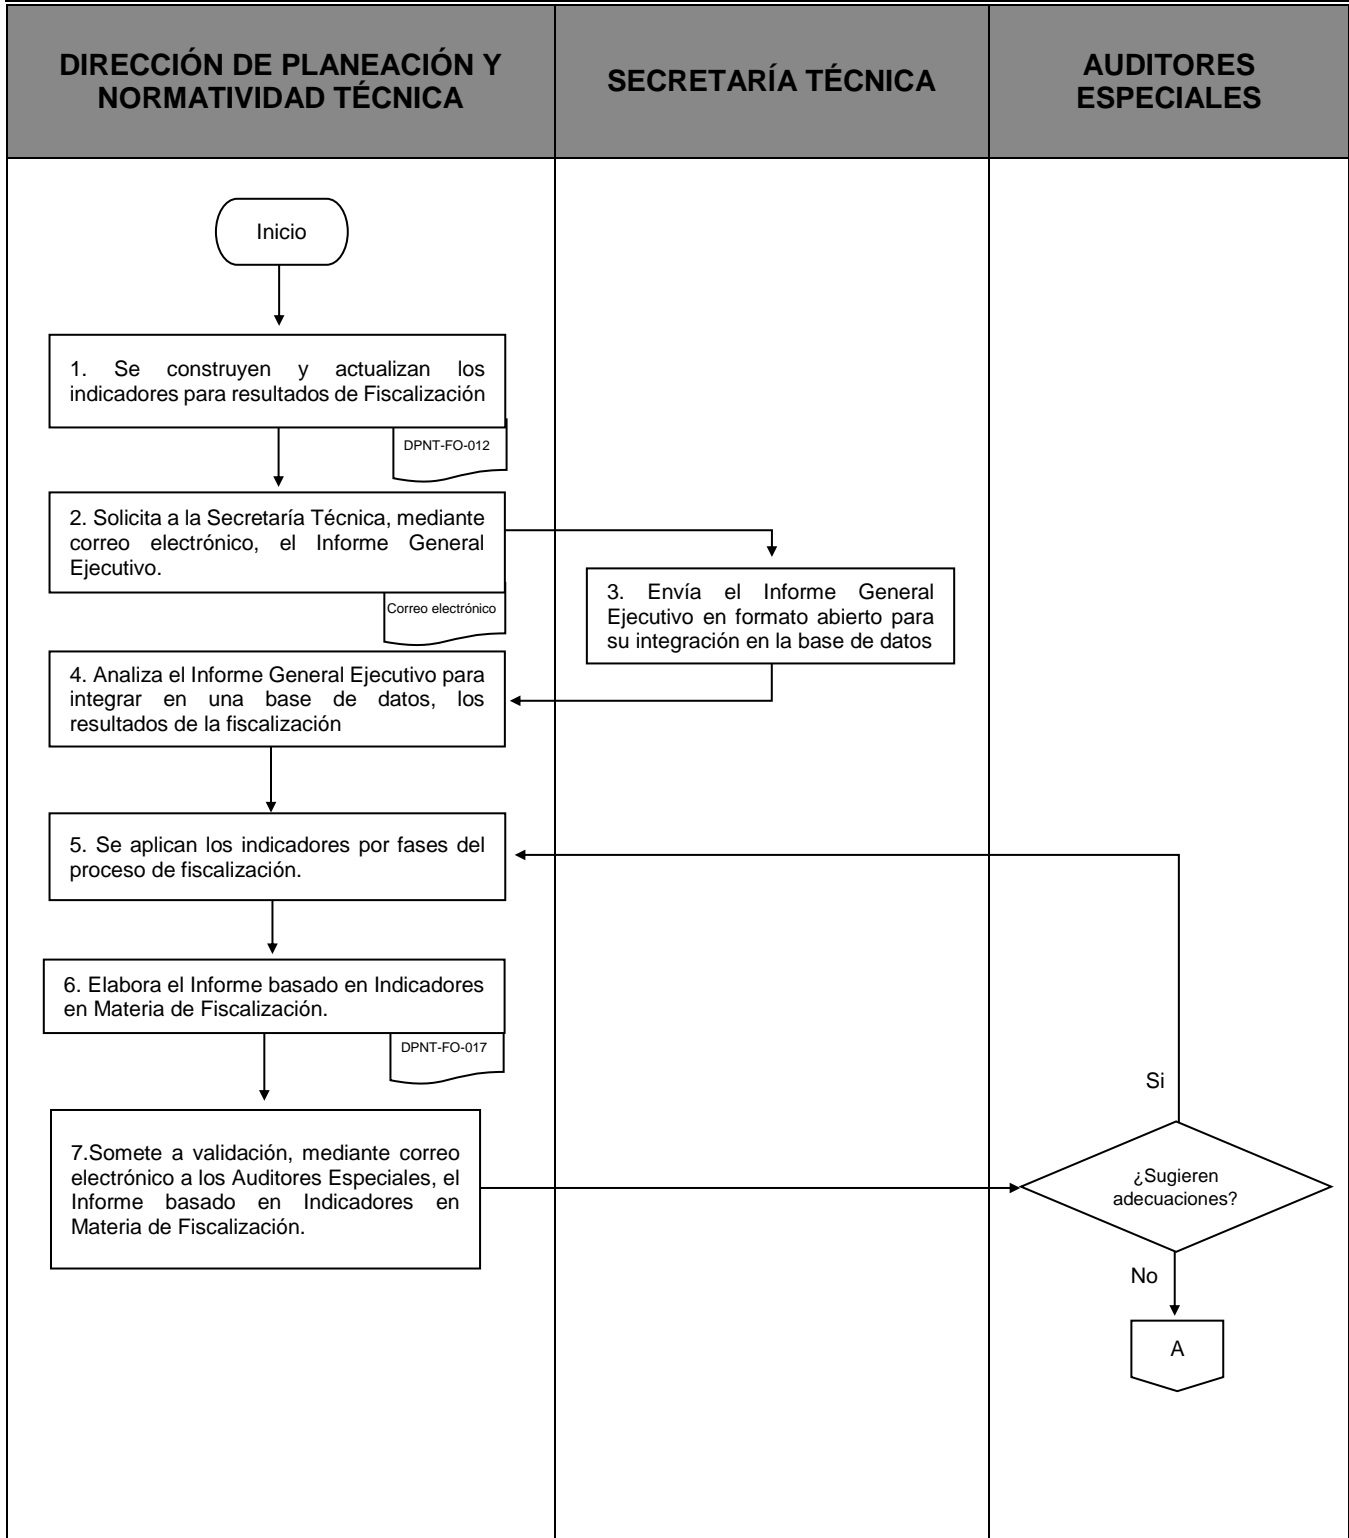 DIRECCIÓN DE PLANEACIÓN Y
NORMATIVIDAD TÉCNICA
SECRETARÍA TÉCNICA
AUDITORES
ESPECIALES
Inicio
1. Se construyen y actualizan los
indicadores para resultados de Fiscalización
DPNT-FO-012
2. Solicita a la Secretaría Técnica, mediante
correo electrónico, el Informe General
Ejecutivo.
Correo electrónico
3. Envía el Informe General
Ejecutivo en formato abierto para
su integración en la base de datos
4. Analiza el Informe General Ejecutivo para
integrar en una base de datos, los
resultados de la fiscalización
5. Se aplican los indicadores por fases del
proceso de fiscalización.
6. Elabora el Informe basado en Indicadores
en Materia de Fiscalización.
DPNT-FO-017
7.Somete a validación, mediante correo
electrónico a los Auditores Especiales, el
Informe basado en Indicadores en
Materia de Fiscalización.
Si
¿Sugieren
adecuaciones?
No
A